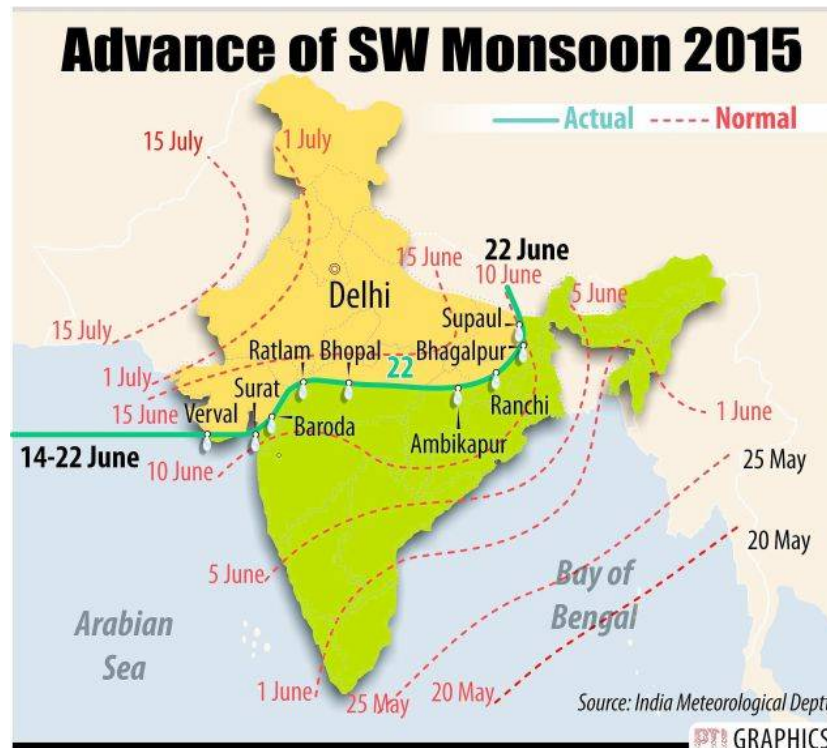 Advance of SW Monsoon 2015
Actual
Normal
15 July
1 July
22 June
15 June
10 June
5 June
Delhi
Supaul
Ratlam
Bhopal
22
Bhagalpur
15 July
1 July
Surat
15 June
Verval
Baroda
Ranchi
Ambikapur
1 June
14-22 June
10 June
25 May
20 May
5 June
Bay of
Bengal
Arabian
Sea
1 June
25 May
20 May
Source: India Meteorological Deptt
PTI GRAPHICS